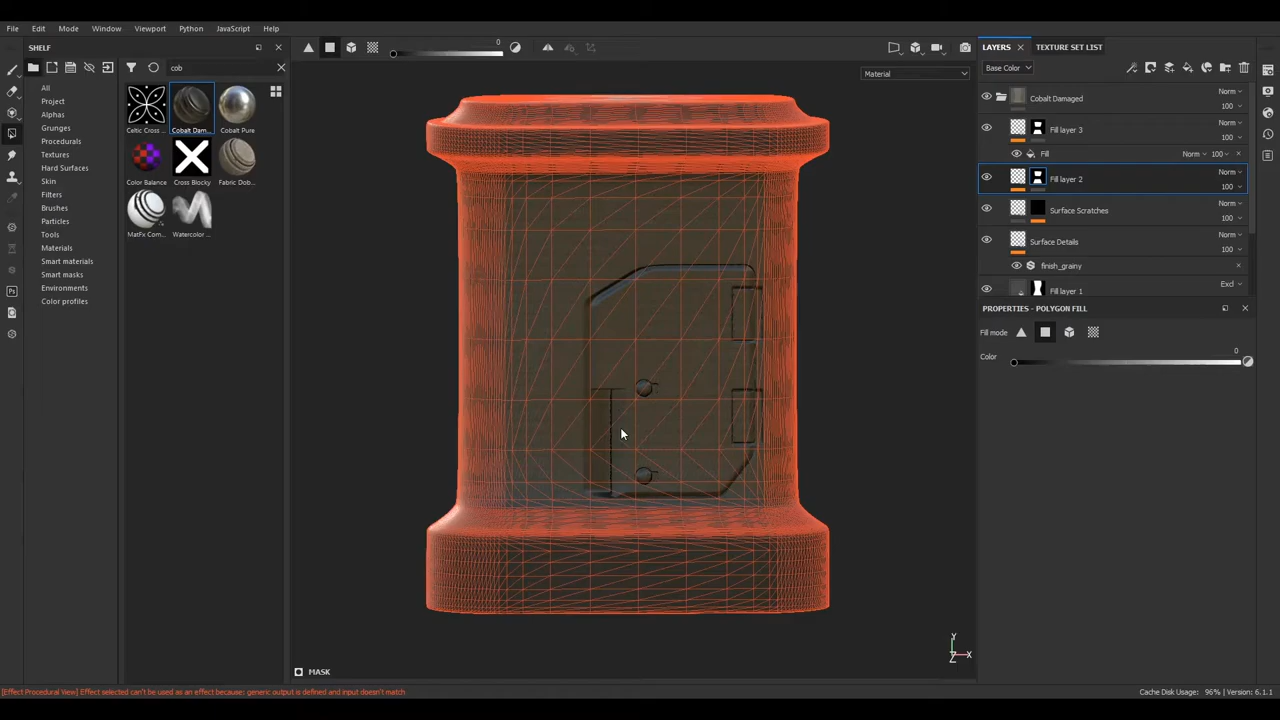 File Edit Mode Window Viewport Python JavaScript Help
SHELF
cob
All
Project
Alphas
Grunges
Procedurals
Textures
Hard Surfaces
Skin
Filters
Brushes
Particles
Tools
Materials
Smart materials
Smart masks
Environments
Color profiles
Celtic Cross ... Cobalt Dam... Cobalt Pure
Color Balance Cross Blocky Fabric Dob...
MatFx Com... Watercolor ...
0
Material
MASK
Y
X
Z
LAYERS TEXTURE SET LIST
Base Color
Cobalt Damaged Norm 100
Fill layer 3 Norm 100
Fill Norm 100
Fill layer 2 Norm 100
Surface Scratches Norm 100
Surface Details Norm 100
finish_grainy
Fill layer 1 Excl
PROPERTIES - POLYGON FILL
Fill mode
Color 0
Ps
[Effect Procedural View] Effect selected can't be used as an effect because: generic output is defined and input doesn't match
Cache Disk Usage: 96% | Version: 6.1.1